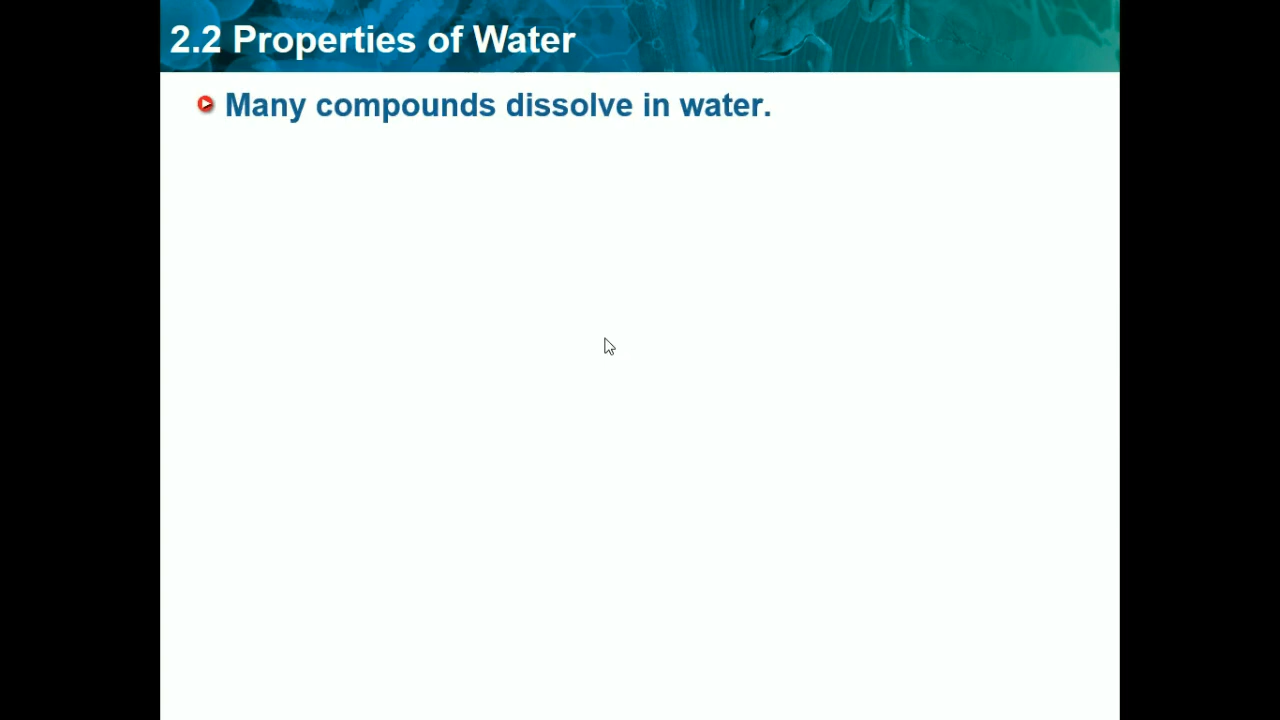 2.2 Properties of Water
Many compounds dissolve in water.